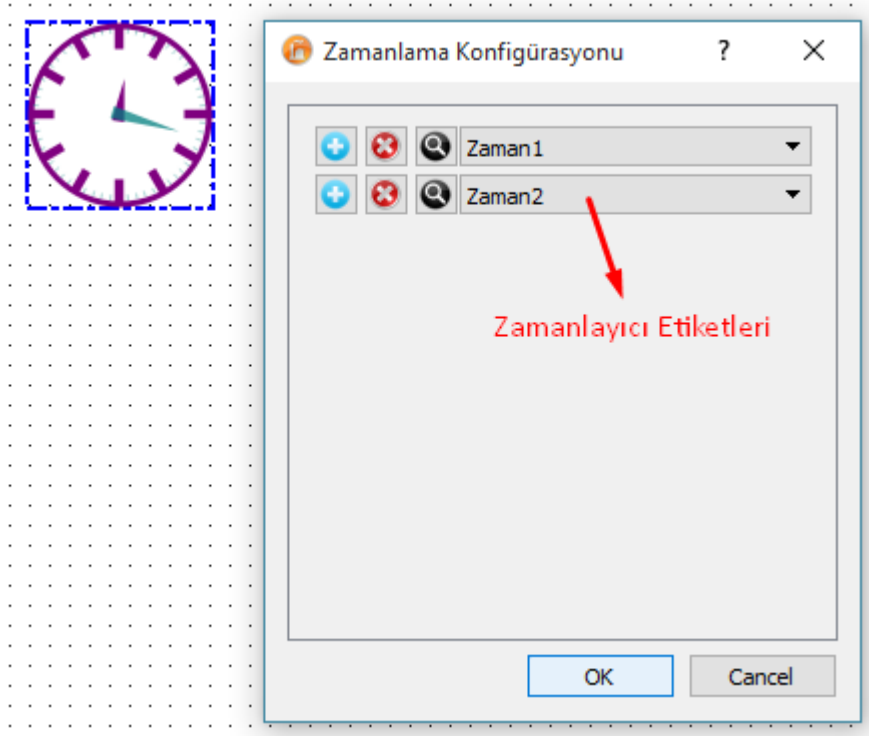 Zamanlama Konfigürasyonu
Zaman1
Zaman2
Zamanlayıcı Etiketleri
OK
Cancel